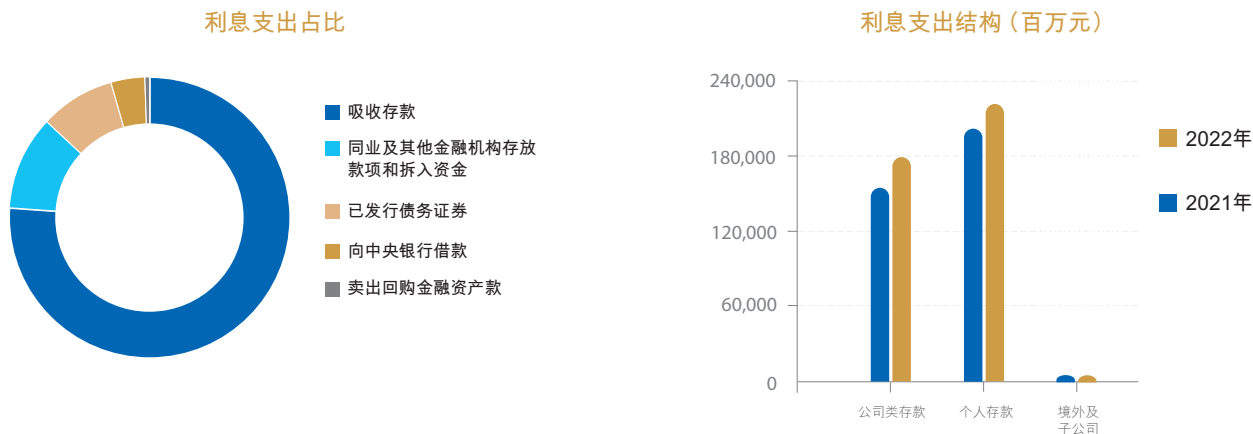 利息支出占比
吸收存款
同业及其他金融机构存放
款项和拆入资金
已发行债务证券
向中央银行借款
卖出回购金融资产款
利息支出结构（百万元）
240,000
180,000
120,000
60,000
0
公司类存款
个人存款
境外及
子公司
2022年
2021年